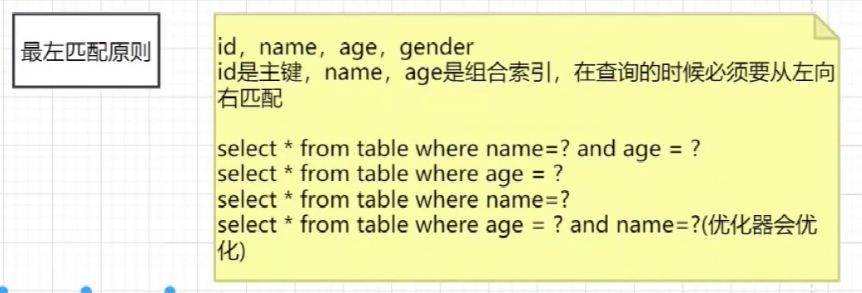 最左匹配原则
id，name，age，gender
id是主键，name，age是组合索引，在查询的时候必须要从左向
右匹配
select * from table where name=? and age = ?
select * from table where age = ?
select * from table where name=?
select * from table where age = ? and name=?(优化器会优
化)